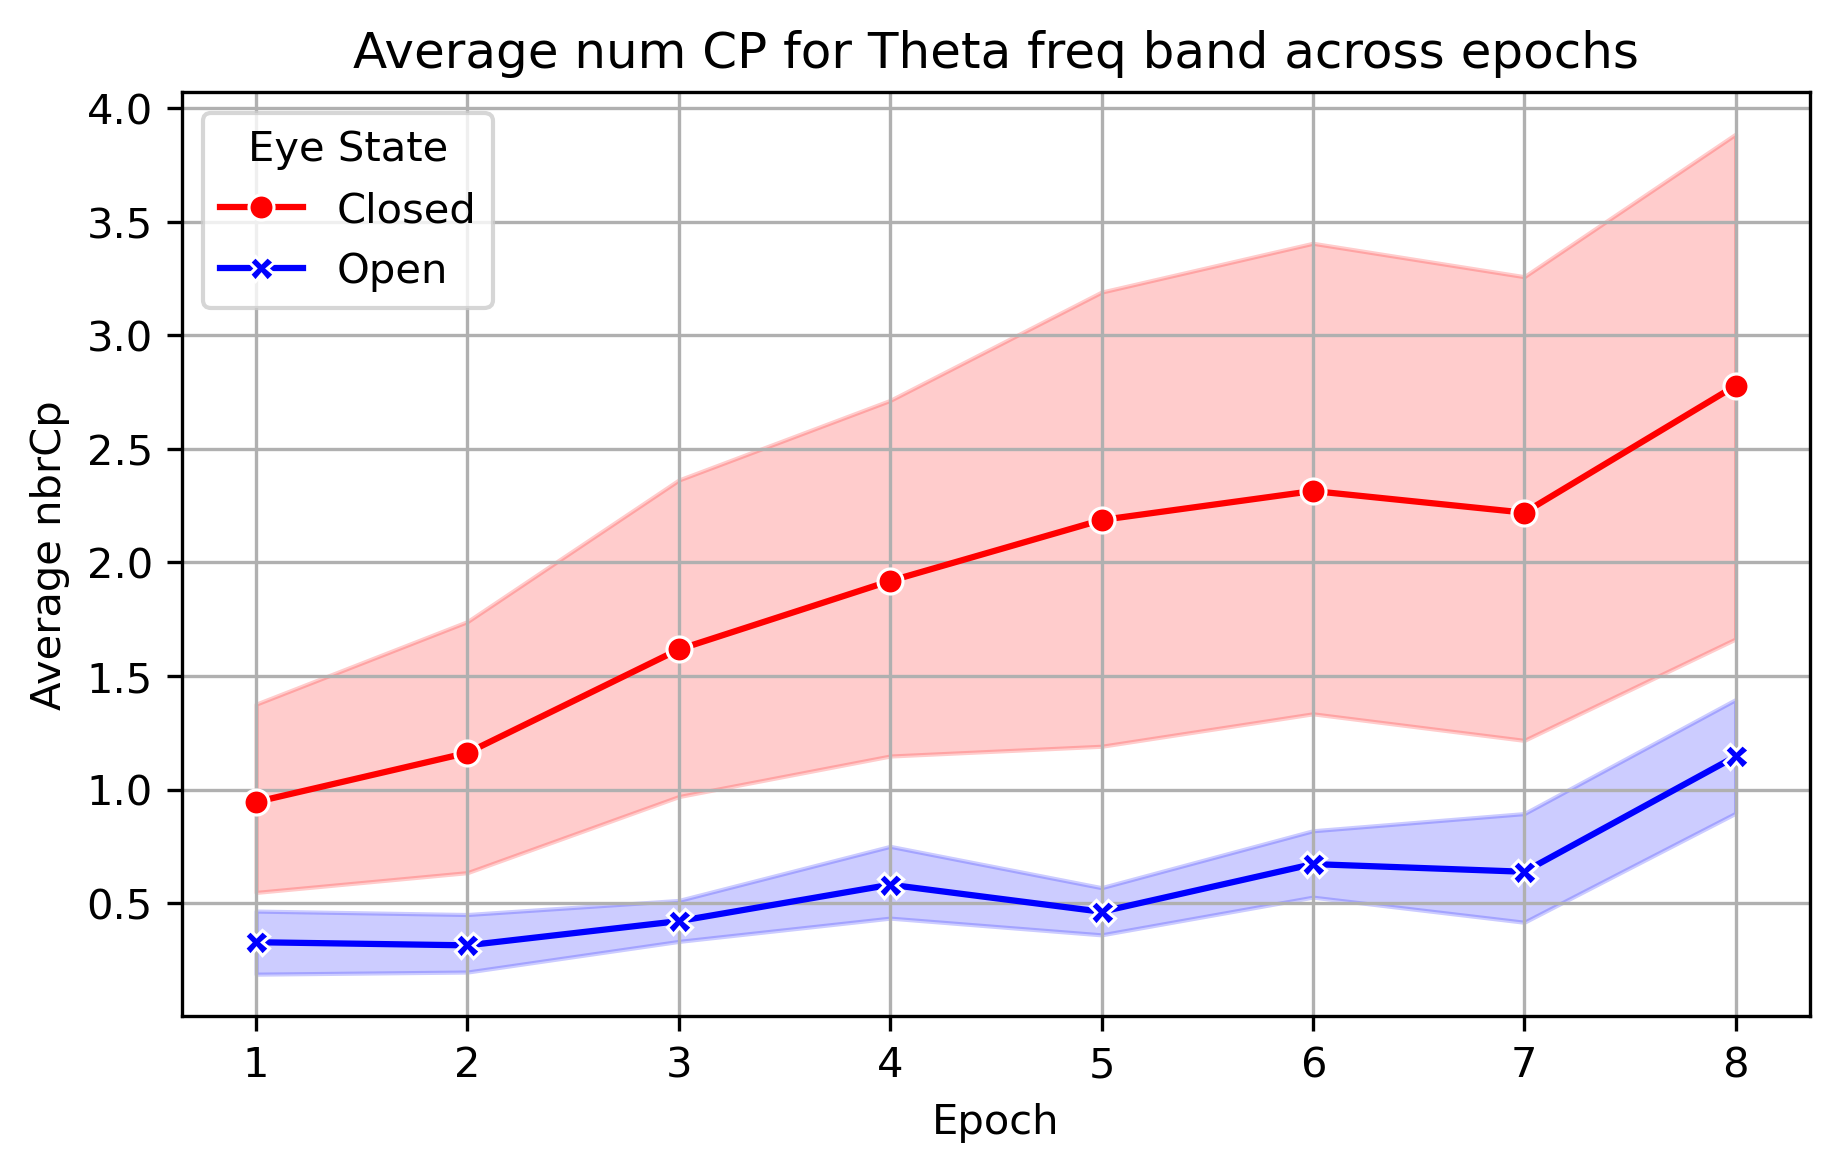 Average num CP for Theta freq band across epochs
4.0
3.5
3.0
2.5
2.0
1.5
1.0
0.5
Average nbrCp
Eye State
Closed
Open
1 2 3 4 5 6 7 8
Epoch